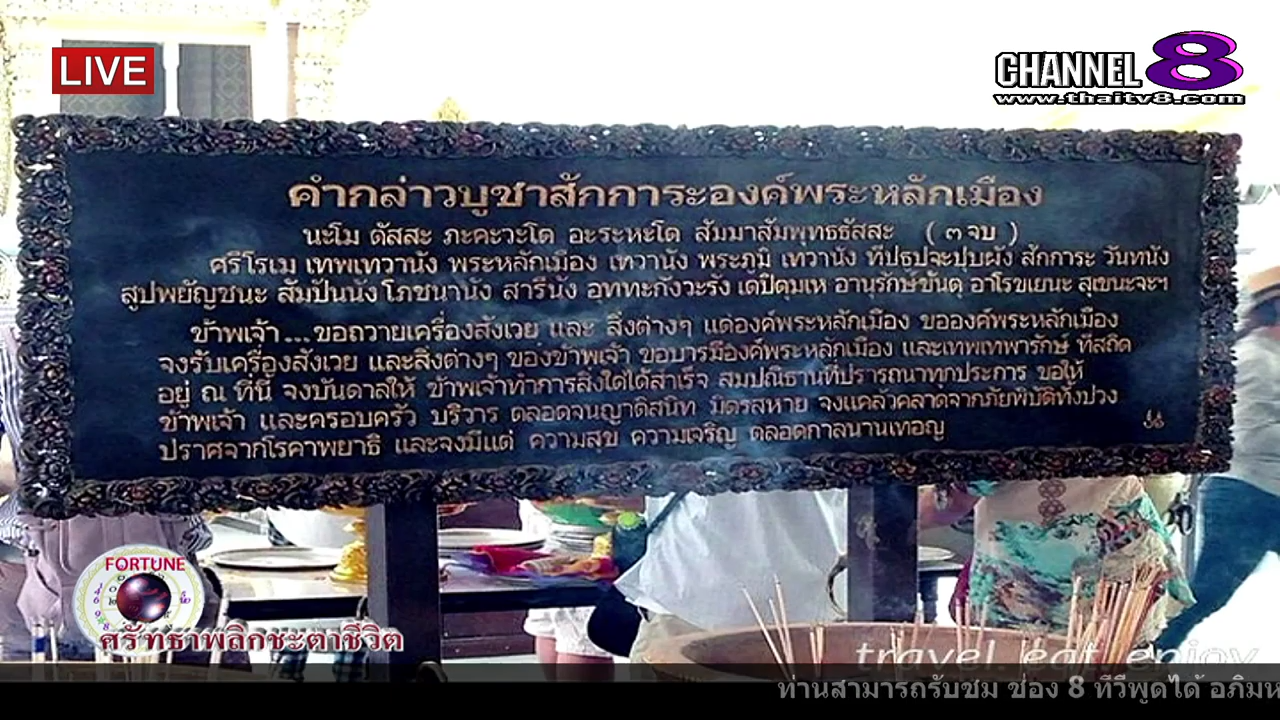 LIVE
CHANNEL 8
www.thaitv8.com
คำกล่าวบูชาสักการะองค์พระหลักเมือง
นะโม ตัสสะ ภะคะวะโต อะระหะโต สัมมาสัมพุทธธัสสะ (๓ จบ)
ศรีโรเม เทพเทวานัง พระหลักเมือง เทวานัง พระภูมิ เทวานัง ทีปธูปจะปุบผัง สักการะ วันทนัง
สูปพยัญชนะ สัมปันนัง โภชนานัง สารีนัง อุททะกังวะรัง เตปิตุมเห อานุรักษ์ขันตุ อาโรขเยนะ สุเขนะจะฯ
ข้าพเจ้า...ขอถวายเครื่องสังเวย และ สิ่งต่างๆ แด่องค์พระหลักเมือง ขอองค์พระหลักเมือง
จงรับเครื่องสังเวย และสิ่งต่างๆ ของข้าพเจ้า ขอบารมีองค์พระหลักเมือง และเทพเทพารักษ์ ที่สถิต
อยู่ ณ ที่นี้ จงบันดาลให้ ข้าพเจ้าทำการสิ่งใดได้สำเร็จ สมปณิธานที่ปรารถนาทุกประการ ขอให้
ข้าพเจ้า และครอบครัว บริวาร ตลอดจนญาติสนิท มิตรสหาย จงแคล้วคลาดจากภัยพิบัติทั้งปวง
ปราศจากโรคาพยาธิ และจงมีแต่ ความสุข ความเจริญ ตลอดกาลนานเทอญ
FORTUNE
ศรัทธาพลิกชะตาชีวิต
travel, eat, enjoy
ท่านสามารถรับชม ช่อง 8 ทีวีพูดได้ อภิมห